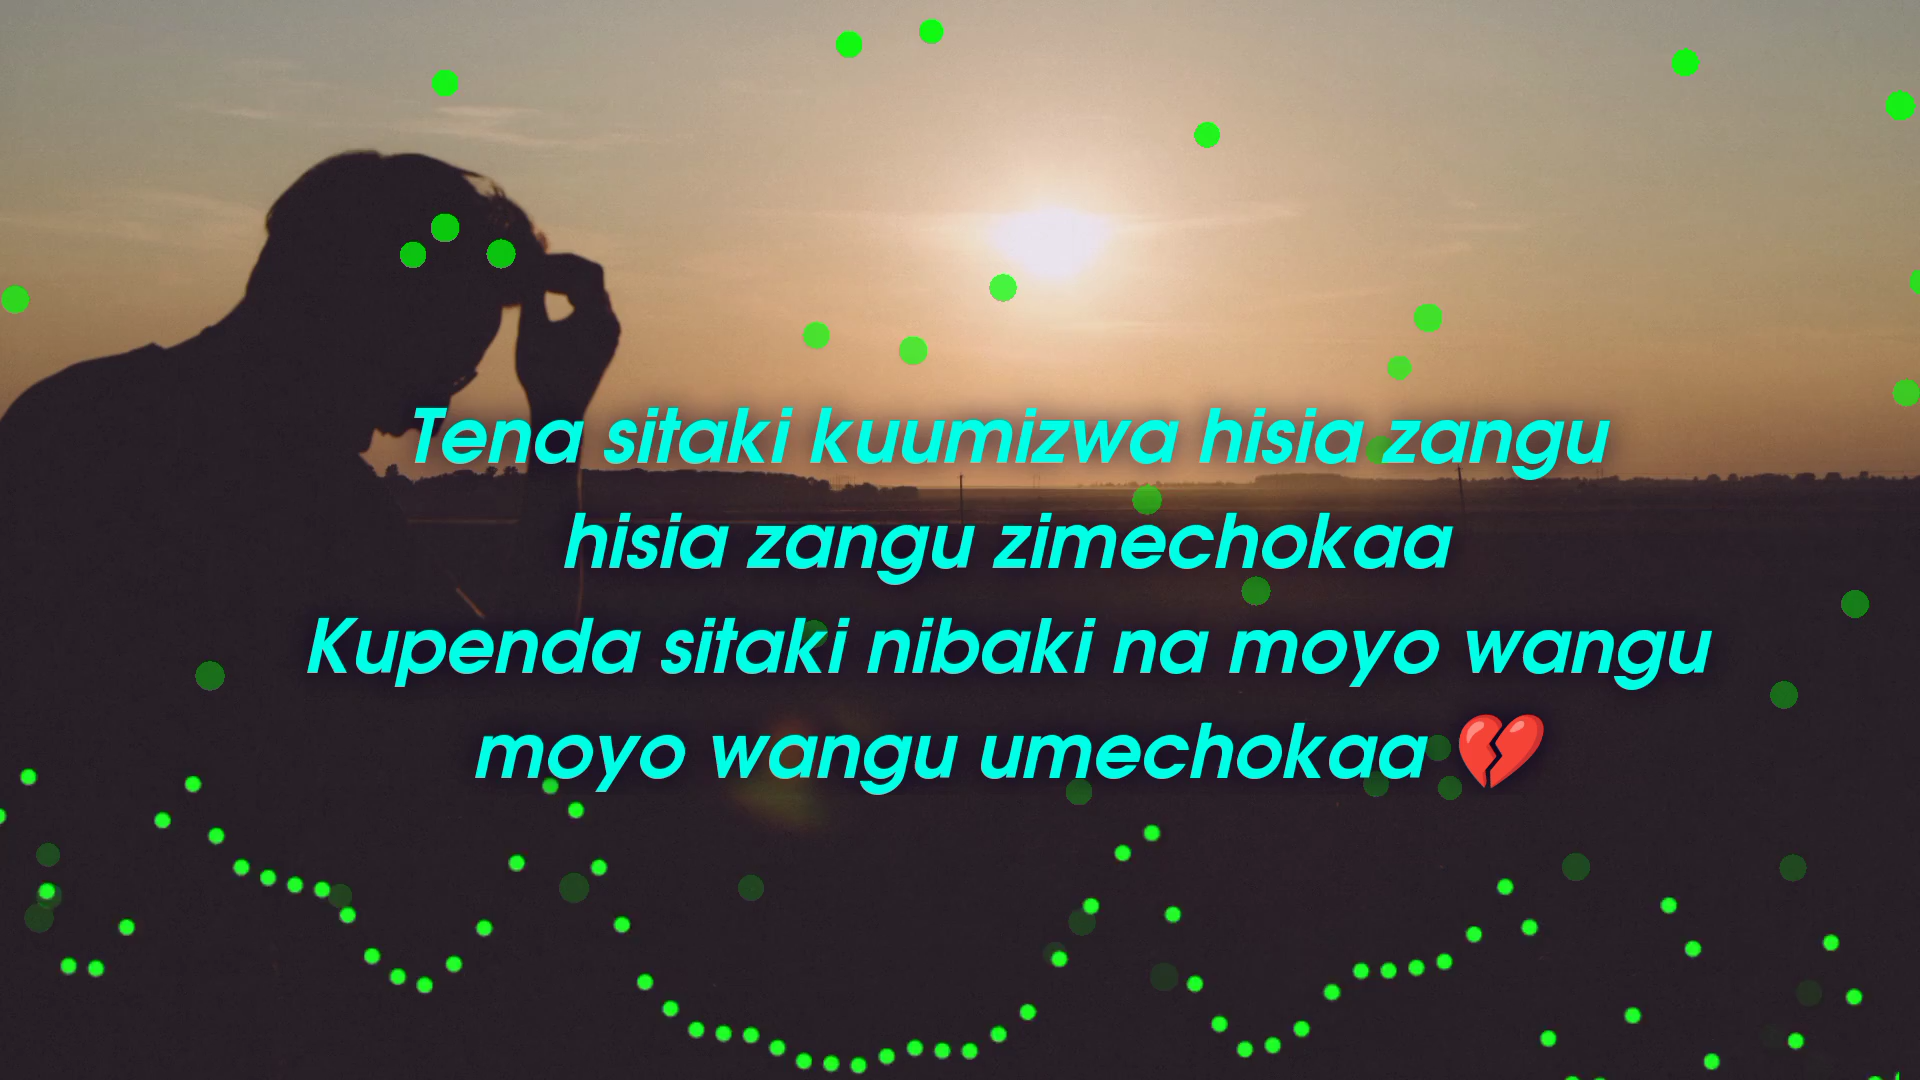 Tena sitaki kuumizwa hisia zangu
hisia zangu zimechokaa
Kupenda sitaki nibaki na moyo wangu
moyo wangu umechokaa 💔